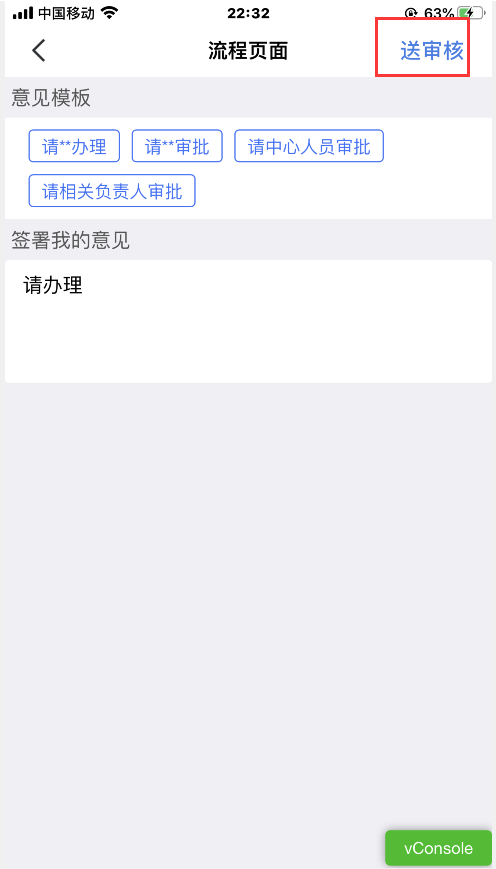 中国移动 22:32 63%
流程页面 送审核
意见模板
请**办理 请**审批 请中心人员审批
请相关负责人审批
签署我的意见
请办理
vConsole